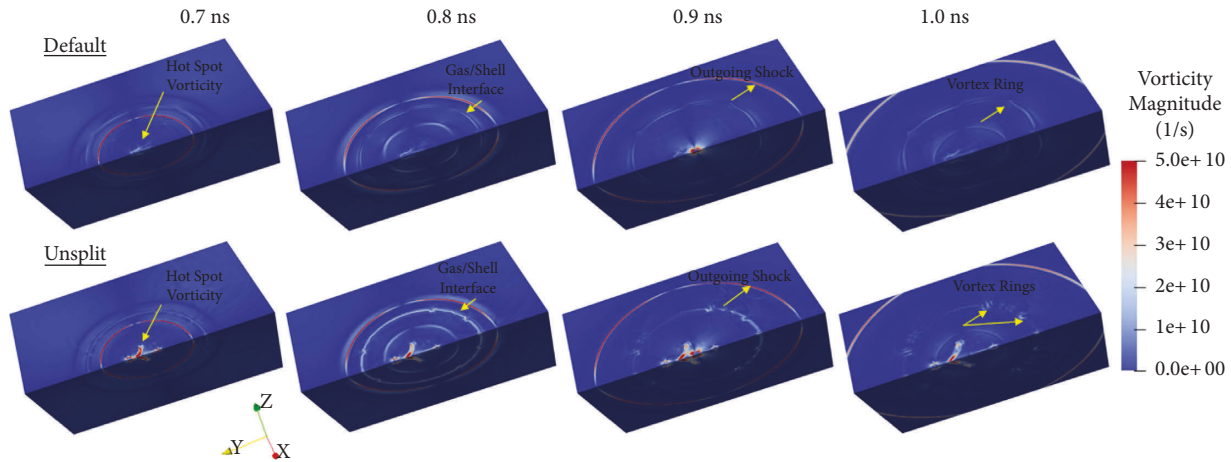 0.7 ns
0.8 ns
0.9 ns
1.0 ns
Default
Hot Spot
Vorticity
Gas/Shell
Interface
Outgoing Shock
Vortex Ring
Unsplit
Hot Spot
Vorticity
Gas/Shell
Interface
Outgoing Shock
Vortex Rings
Z
Y
X
Vorticity
Magnitude
(1/s)
5.0e+ 10
4e+ 10
3e+ 10
2e+ 10
1e+ 10
0.0e+ 00